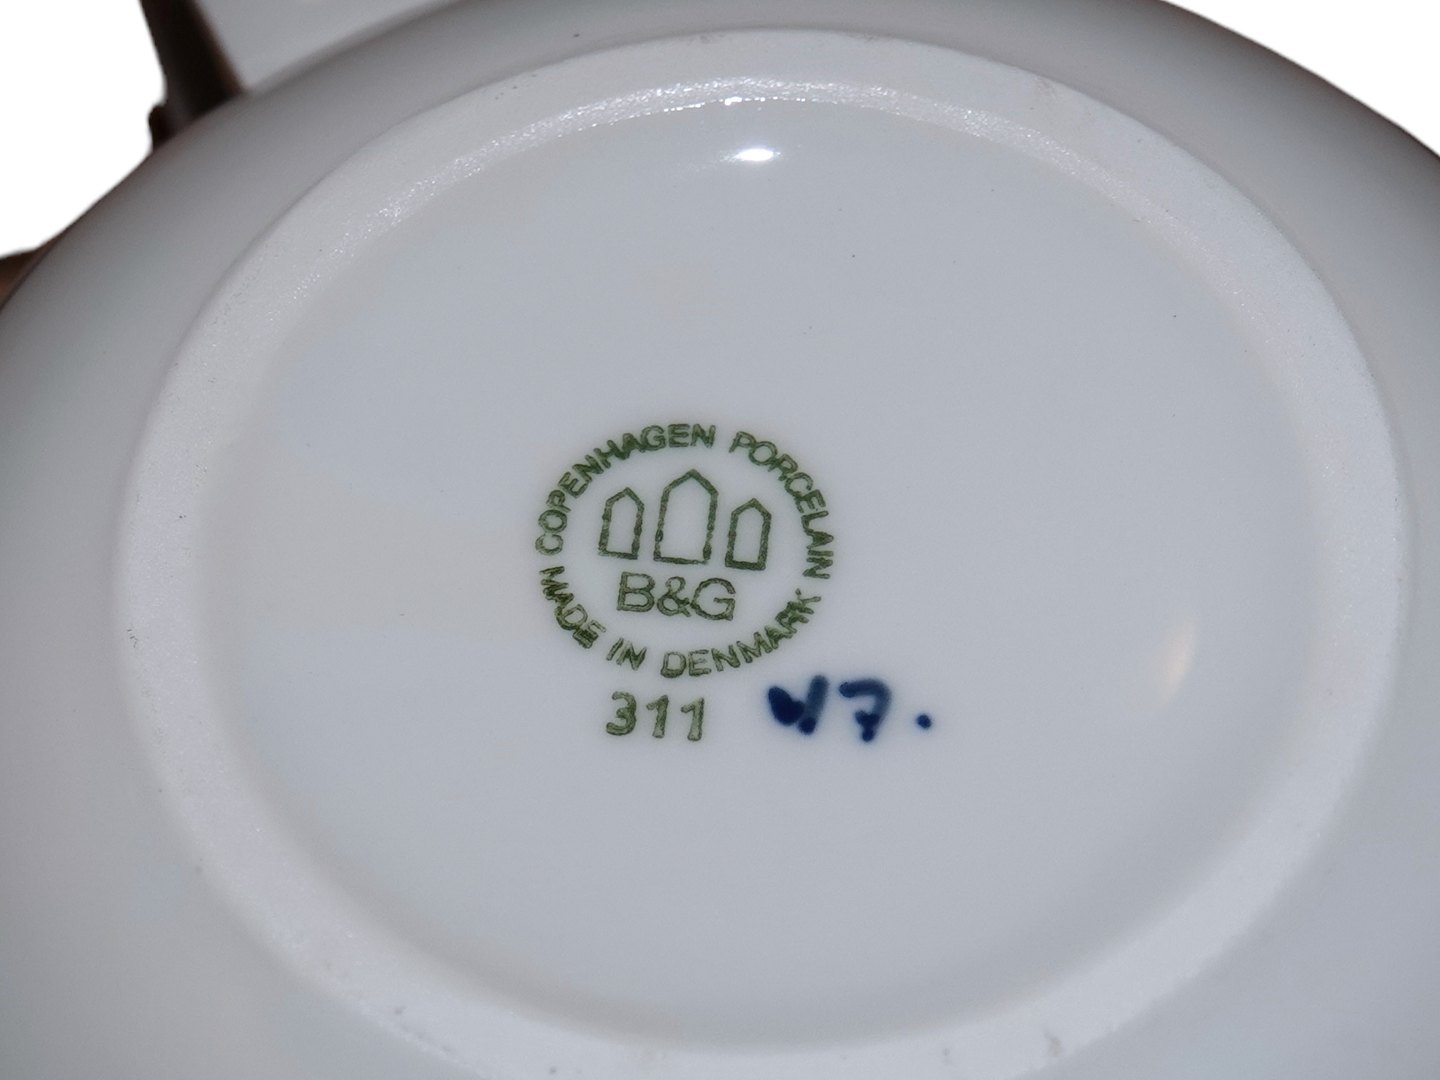 COPENHAGEN PORCELAIN
B&G
MADE IN DENMARK
311